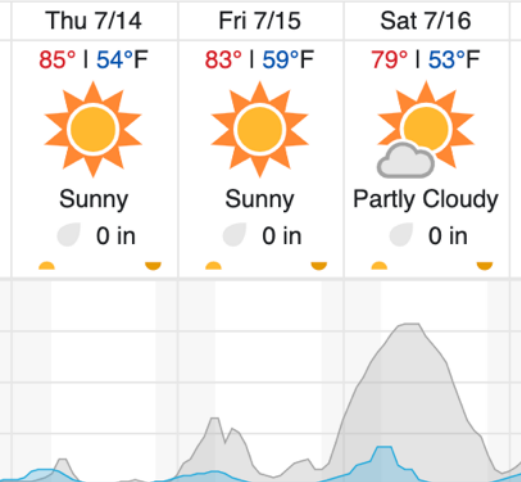 Thu 7/14 Fri 7/15 Sat 7/16
85° | 54°F 83° | 59°F 79° | 53°F
Sunny Sunny Partly Cloudy
0 in 0 in 0 in